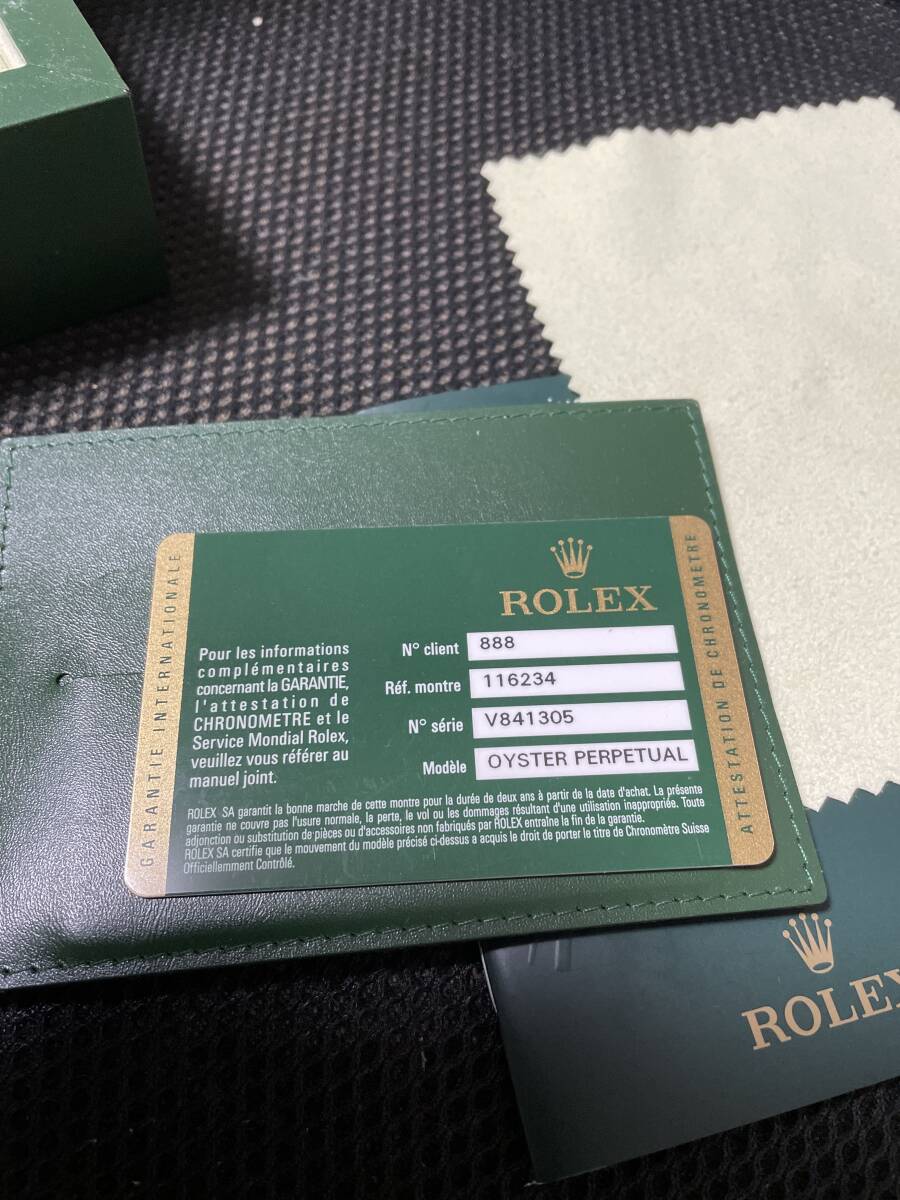 GARANTIE INTERNATIONALE
ROLEX
Pour les informations
complémentaires
concernant la GARANTIE,
l'attestation de
CHRONOMETRE et le
Service Mondial Rolex,
veuillez vous référer au
manuel joint.
N° client 888
Réf. montre 116234
N° série V841305
Modèle OYSTER PERPETUAL
ROLEX SA garantit la bonne marche de cette montre pour la durée de deux ans à partir de la date d'achat. La présente
garantie ne couvre pas l'usure normale, la perte, le vol ou les dommages résultant d'une utilisation inappropriée. Toute
adjonction ou substitution de pièces ou d'accessoires non fabriqués par ROLEX entraîne la fin de la garantie.
ROLEX SA certifie que le mouvement du modèle précisé ci-dessus a acquis le droit de porter le titre de Chronomètre Suisse
Officiellement Contrôlé.
ATTESTATION DE CHRONOMETRE
ROLEX